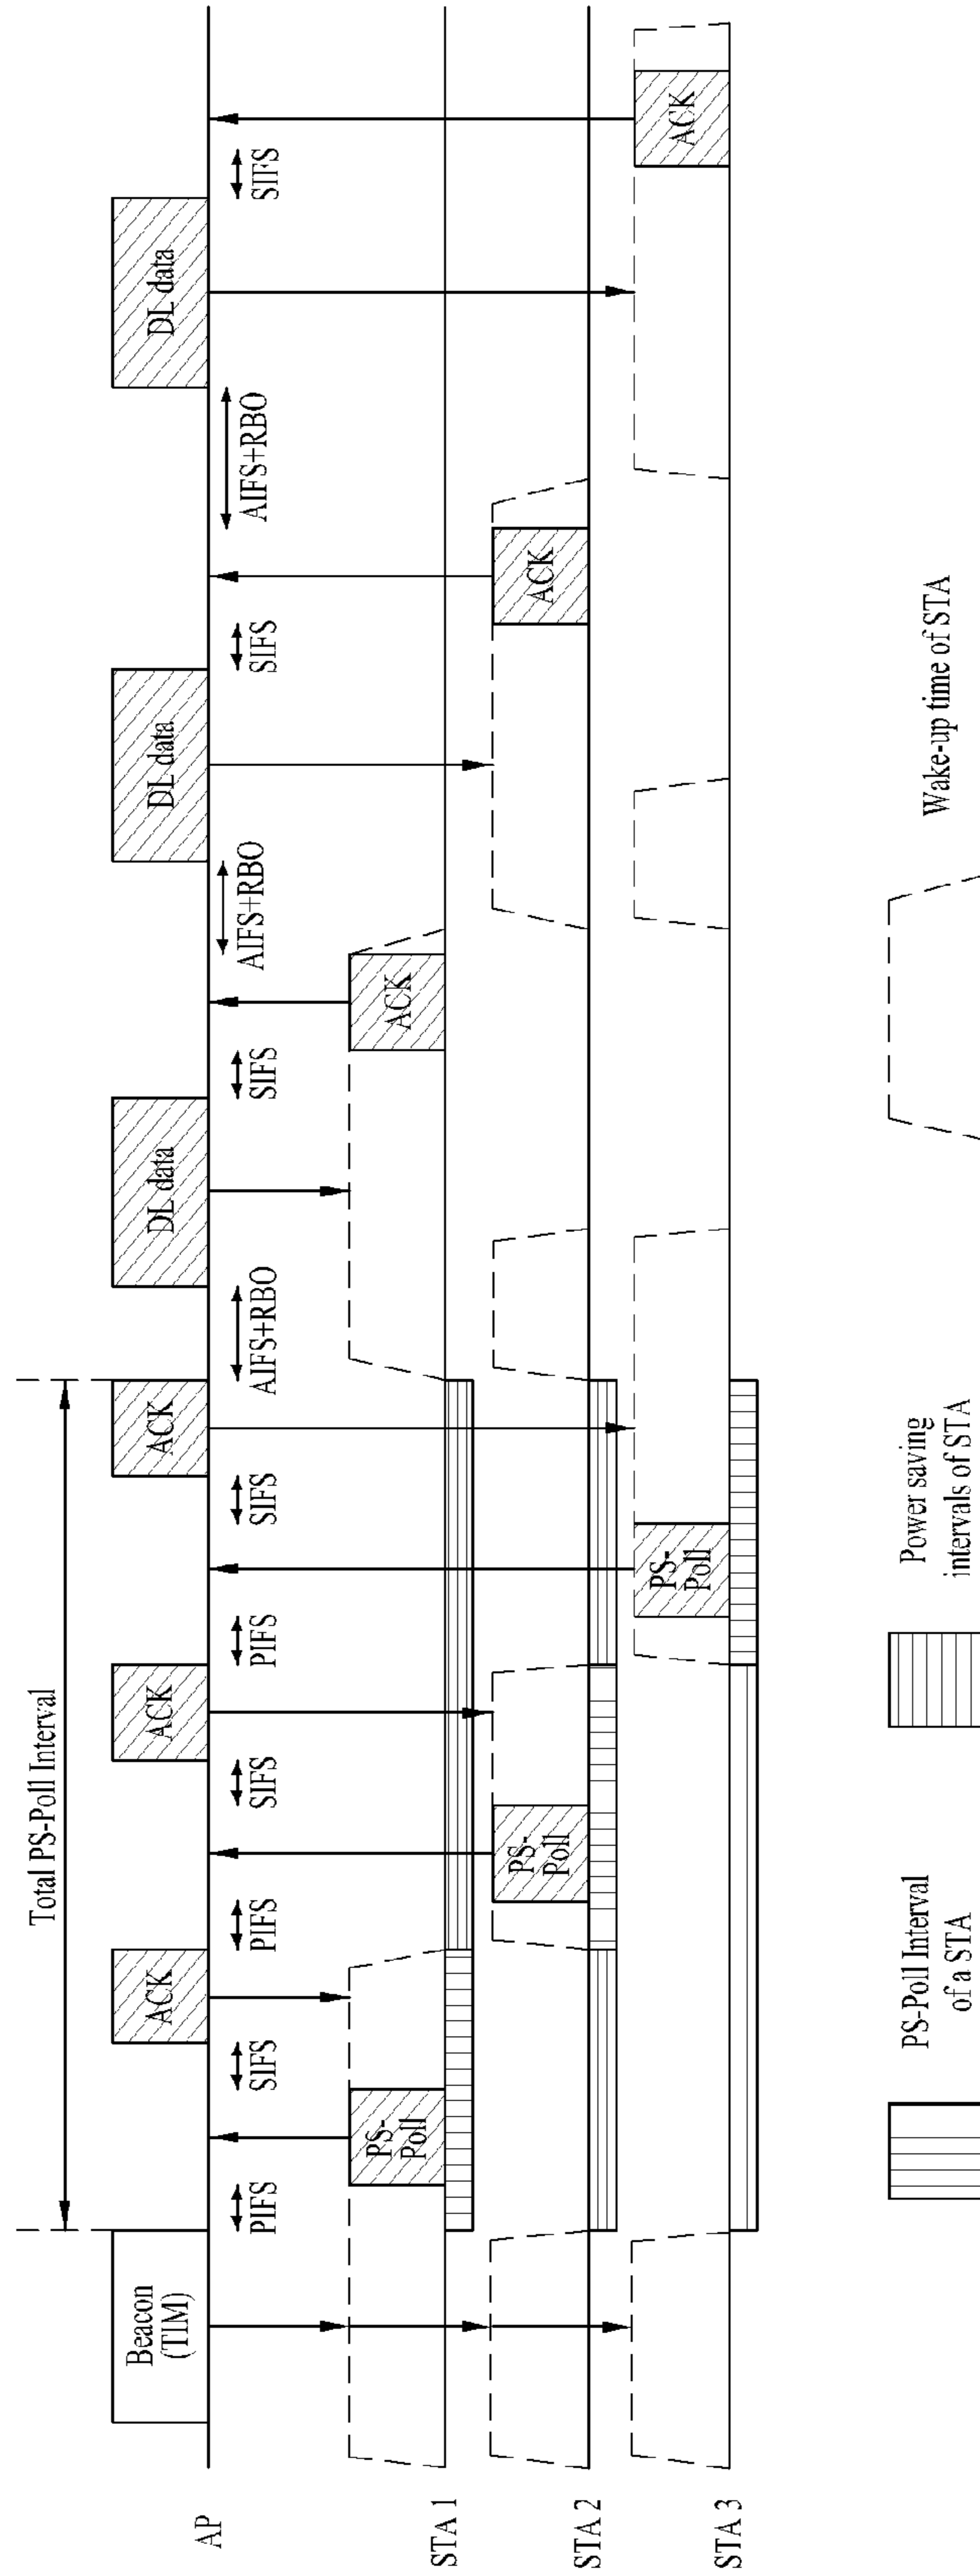 Total PS-Poll Interval
Beacon
(TIM)
ACK
ACK
ACK
DL data
DL data
DL data
AP
PIFS
SIFS
PIFS
SIFS
PIFS
SIFS
AIFS+RBO
SIFS
AIFS+RBO
SIFS
AIFS+RBO
SIFS
PS-
Poll
ACK
STA 1
PS-
Poll
ACK
STA 2
PS-
Poll
ACK
STA 3
PS-Poll Interval
of a STA
Power saving
intervals of STA
Wake-up time of STA